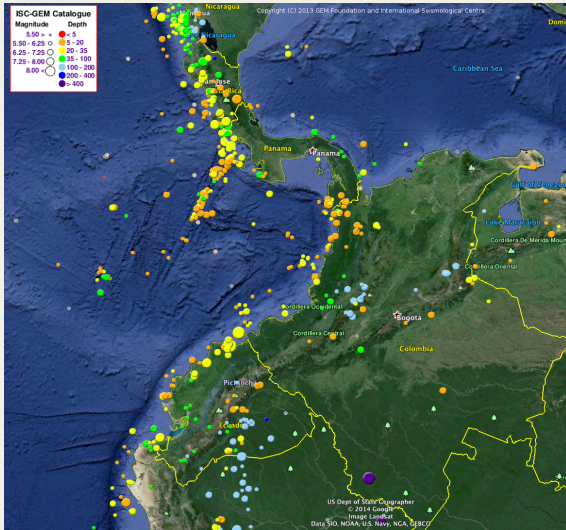 ISC-GEM Catalogue
Magnitude Depth
5.50 > < 5
5.50 - 6.25 5 - 20
6.25 - 7.25 20 - 35
7.25 - 8.00 35 - 100
8.00 < 100 - 200
200 - 400
> 400
Copyright (C) 2013 GEM Foundation and International Seismological Centre
Nicaragua
Nicaragua
Caribbean Sea
San Jose
Costa Rica
Panama
Panama
Gulf of Venezuela
Lake Maracaibo
Cordillera De Merida
Cordillera Oriental
Cordillera Occidental
Bogota
Cordillera Central
Colombia
Pichincha
Ecuador
US Dept of State Geographer
© 2014 Google
Image Landsat
Data SIO, NOAA, U.S. Navy, NGA, GEBCO